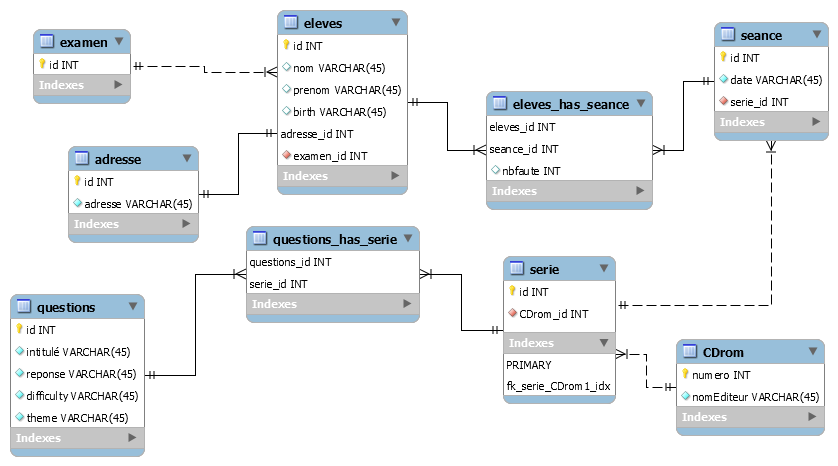 examen
id INT
Indexes
eleves
id INT
nom VARCHAR(45)
prenom VARCHAR(45)
birth VARCHAR(45)
adresse_id INT
examen_id INT
Indexes
seance
id INT
date VARCHAR(45)
serie_id INT
Indexes
eleves_has_seance
eleves_id INT
seance_id INT
nbfaute INT
Indexes
adresse
id INT
adresse VARCHAR(45)
Indexes
questions_has_serie
questions_id INT
serie_id INT
Indexes
serie
id INT
CDrom_id INT
Indexes
PRIMARY
fk_serie_CDrom1_idx
questions
id INT
intitulé VARCHAR(45)
reponse VARCHAR(45)
difficulty VARCHAR(45)
theme VARCHAR(45)
Indexes
CDrom
numero INT
nomEditeur VARCHAR(45)
Indexes